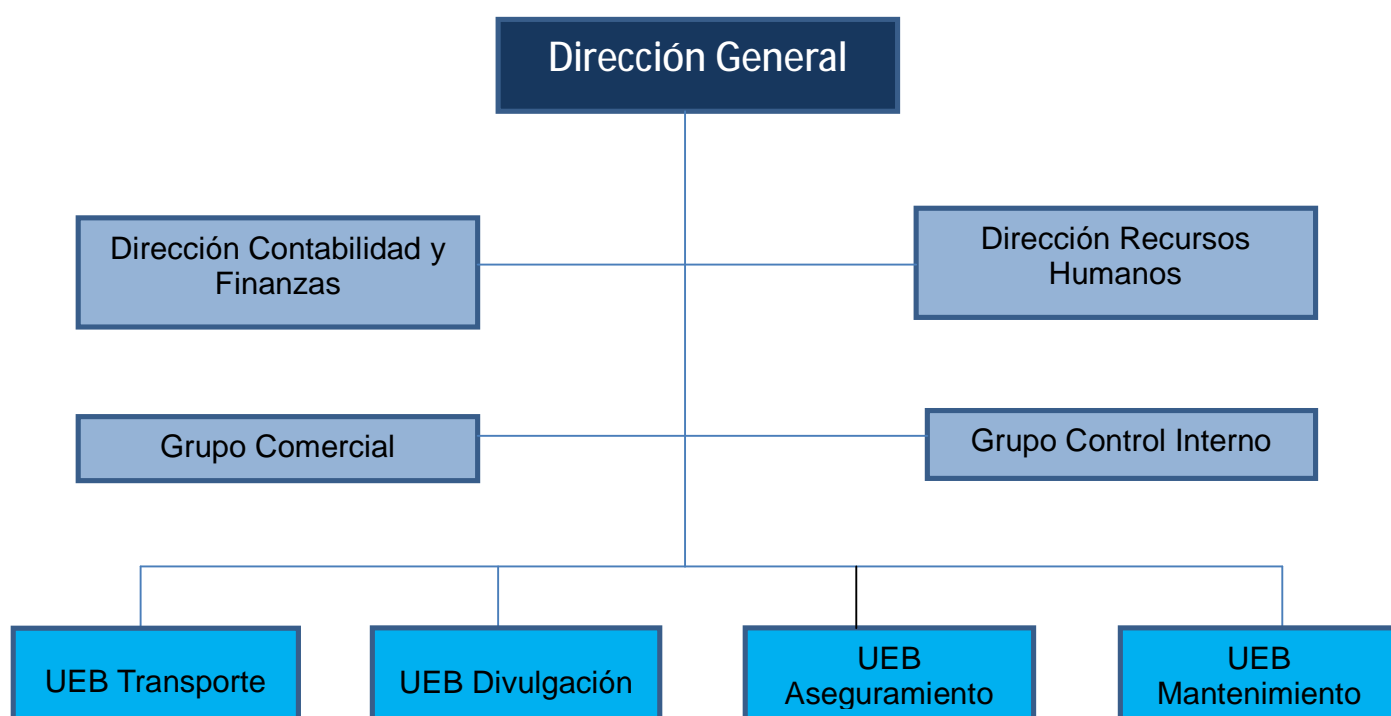 Dirección General
Dirección Contabilidad y
Finanzas
Dirección Recursos
Humanos
Grupo Comercial
Grupo Control Interno
UEB Transporte
UEB Divulgación
UEB
Aseguramiento
UEB
Mantenimiento